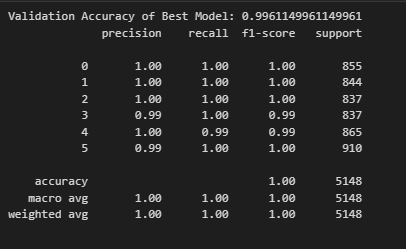 Validation Accuracy of Best Model: 0.9961149961149961
precision recall f1-score support
0 1.00 1.00 1.00 855
1 1.00 1.00 1.00 844
2 1.00 1.00 1.00 837
3 0.99 1.00 0.99 837
4 1.00 0.99 0.99 865
5 0.99 1.00 1.00 910
accuracy 1.00 5148
macro avg 1.00 1.00 1.00 5148
weighted avg 1.00 1.00 1.00 5148